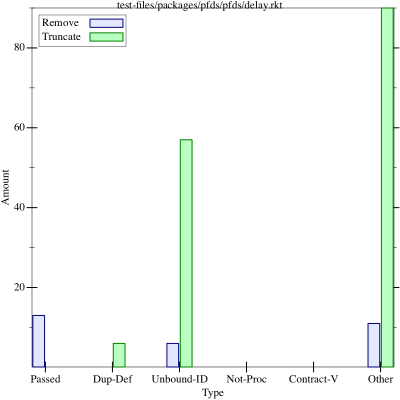 test-files/packages/pfds/pfds/delay.rkt
Remove
Truncate
80
60
40
20
Amount
Passed Dup-Def Unbound-ID Not-Proc Contract-V Other
Type